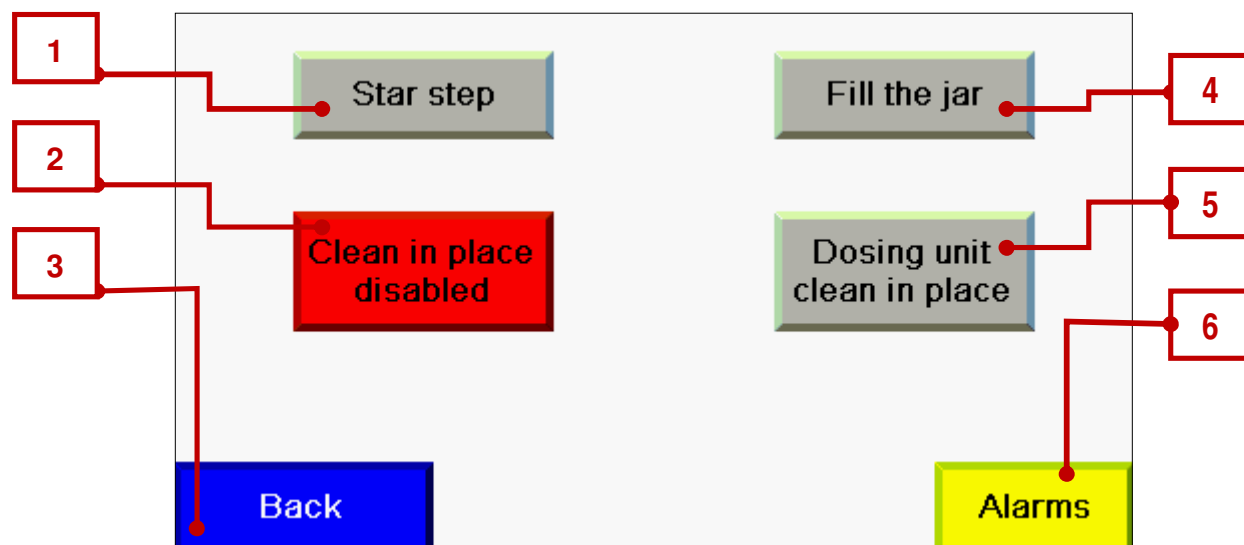 1
Star step
Fill the jar
4
2
Clean in place
disabled
Dosing unit
clean in place
5
3
6
Back
Alarms